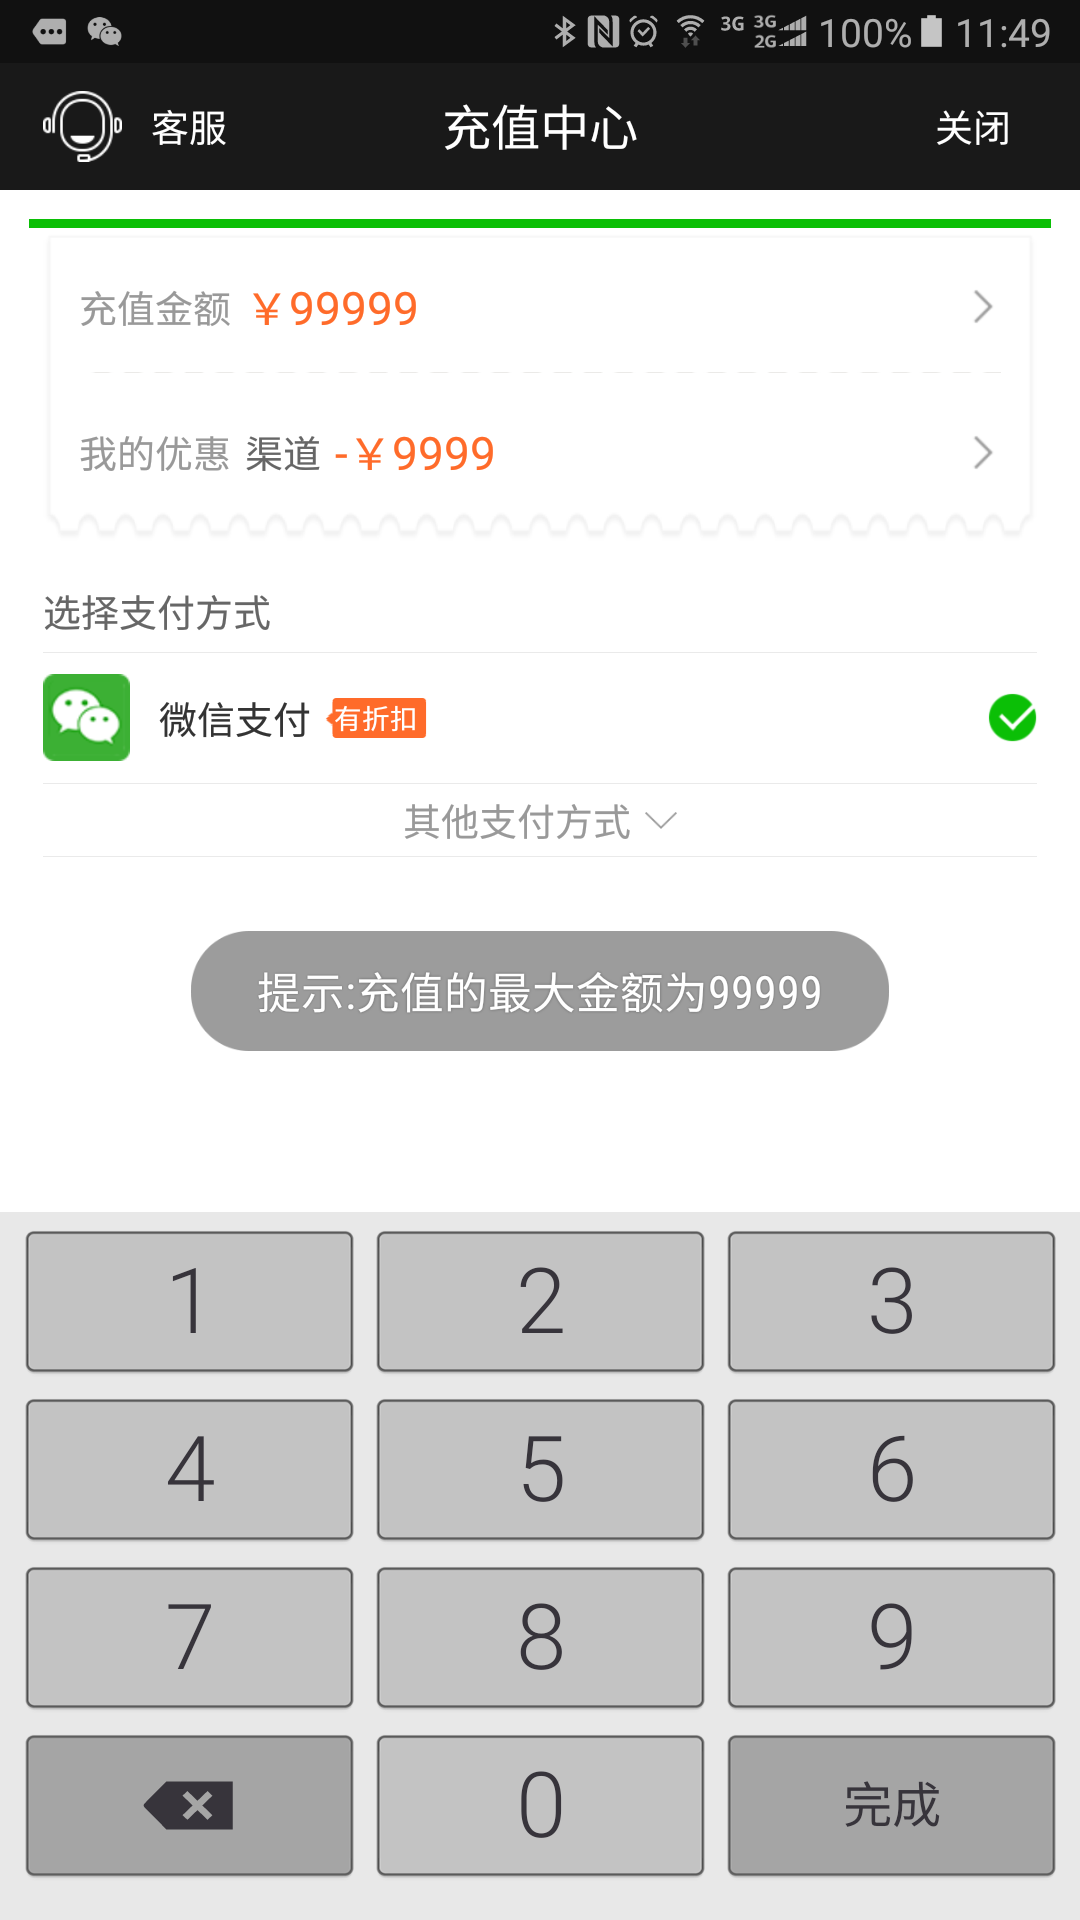 3G 3G 2G 100% 11:49
客服 充值中心 关闭
充值金额 ￥99999
我的优惠 渠道 -￥9999
选择支付方式
微信支付 有折扣
其他支付方式
提示:充值的最大金额为99999
1 2 3
4 5 6
7 8 9
0 完成